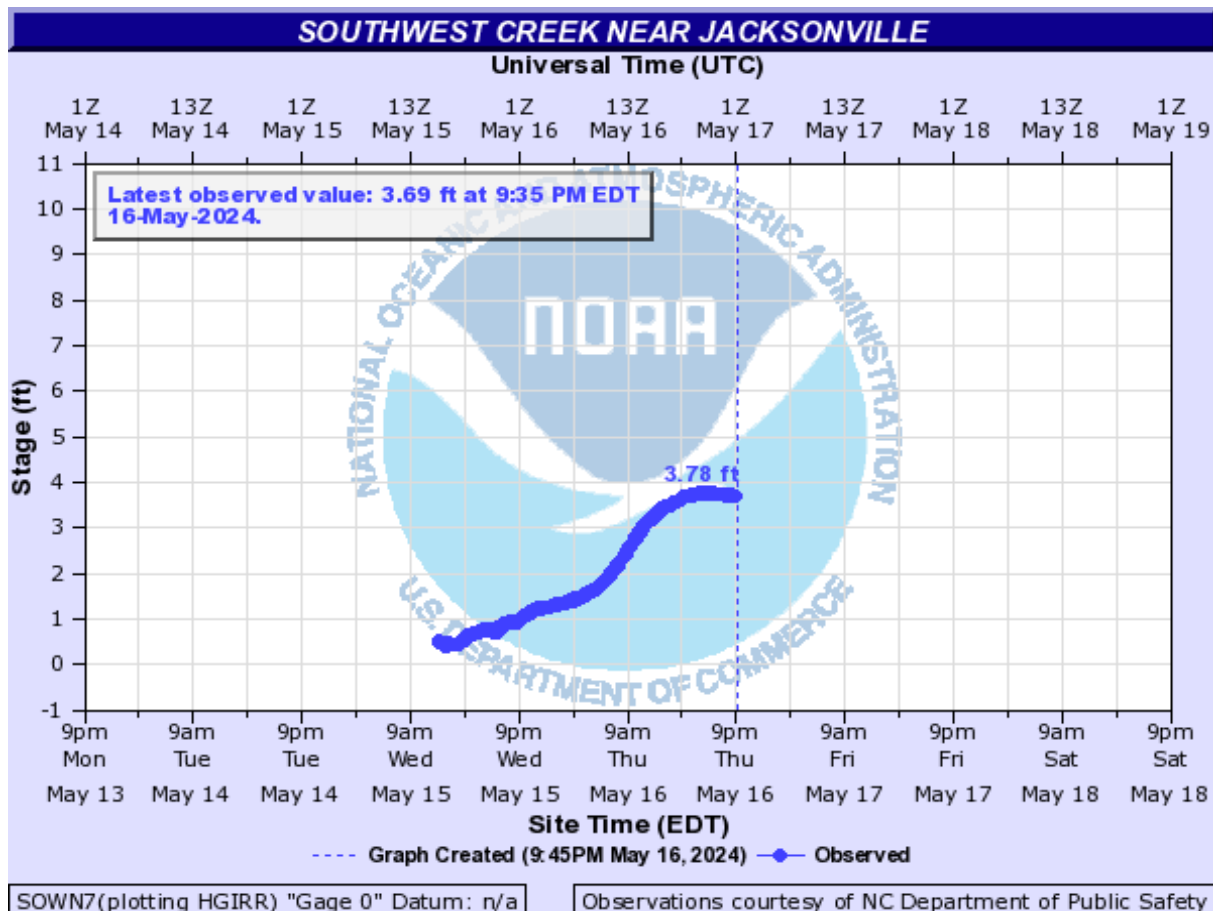 SOUTHWEST CREEK NEAR JACKSONVILLE
Universal Time (UTC)
1Z 13Z 1Z 13Z 1Z 13Z 1Z 13Z 1Z 13Z 1Z
May 14 May 14 May 15 May 15 May 16 May 16 May 17 May 17 May 18 May 18 May 19
Latest observed value: 3.69 ft at 9:35 PM EDT
16-May-2024.
11
10
9
8
7
6
5
4
3
2
1
0
-1
Stage (ft)
NATIONAL OCEANIC AND ATMOSPHERIC ADMINISTRATION
NOAA
U.S. DEPARTMENT OF COMMERCE
3.78 ft
9pm 9am 9pm 9am 9pm 9am 9pm 9am 9pm 9am 9pm
Mon Tue Tue Wed Wed Thu Thu Fri Fri Sat Sat
May 13 May 14 May 14 May 15 May 15 May 16 May 16 May 17 May 17 May 18 May 18
Site Time (EDT)
Graph Created (9:45PM May 16, 2024) Observed
SOWN7(plotting HGIRR) "Gage 0" Datum: n/a
Observations courtesy of NC Department of Public Safety